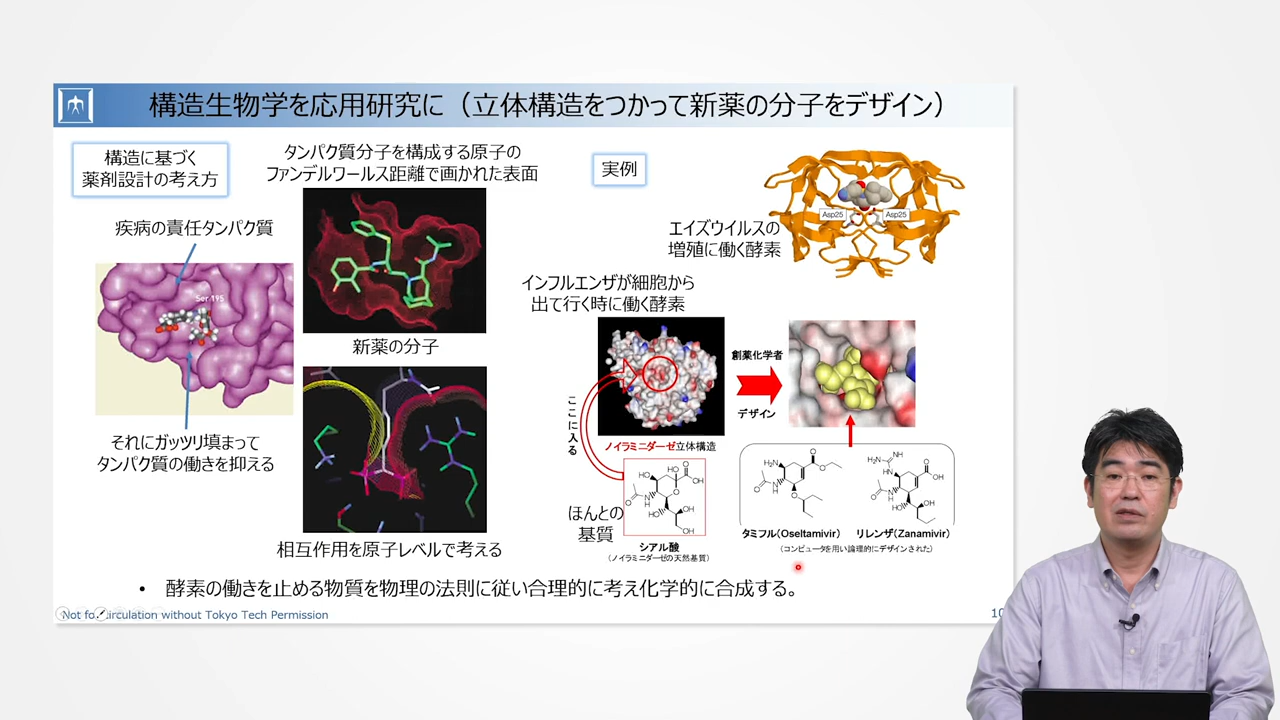 構造生物学を応用研究に（立体構造をつかって新薬の分子をデザイン）
構造に基づく
薬剤設計の考え方
疾病の責任タンパク質
Ser 195
それにガッツリ填まって
タンパク質の働きを抑える
タンパク質分子を構成する原子の
ファンデルワールス距離で画かれた表面
新薬の分子
相互作用を原子レベルで考える
実例
エイズウイルスの
増殖に働く酵素
Asp25
Asp25
インフルエンザが細胞から
出て行く時に働く酵素
ここに入る
ノイラミニダーゼ立体構造
創薬化学者
デザイン
ほんとの
基質
シアル酸
（ノイラミニダーゼの天然基質）
タミフル（Oseltamivir）
リレンザ（Zanamivir）
（コンピュータを用い論理的にデザインされた）
• 酵素の働きを止める物質を物理の法則に従い合理的に考え化学的に合成する。
Not for circulation without Tokyo Tech Permission
10